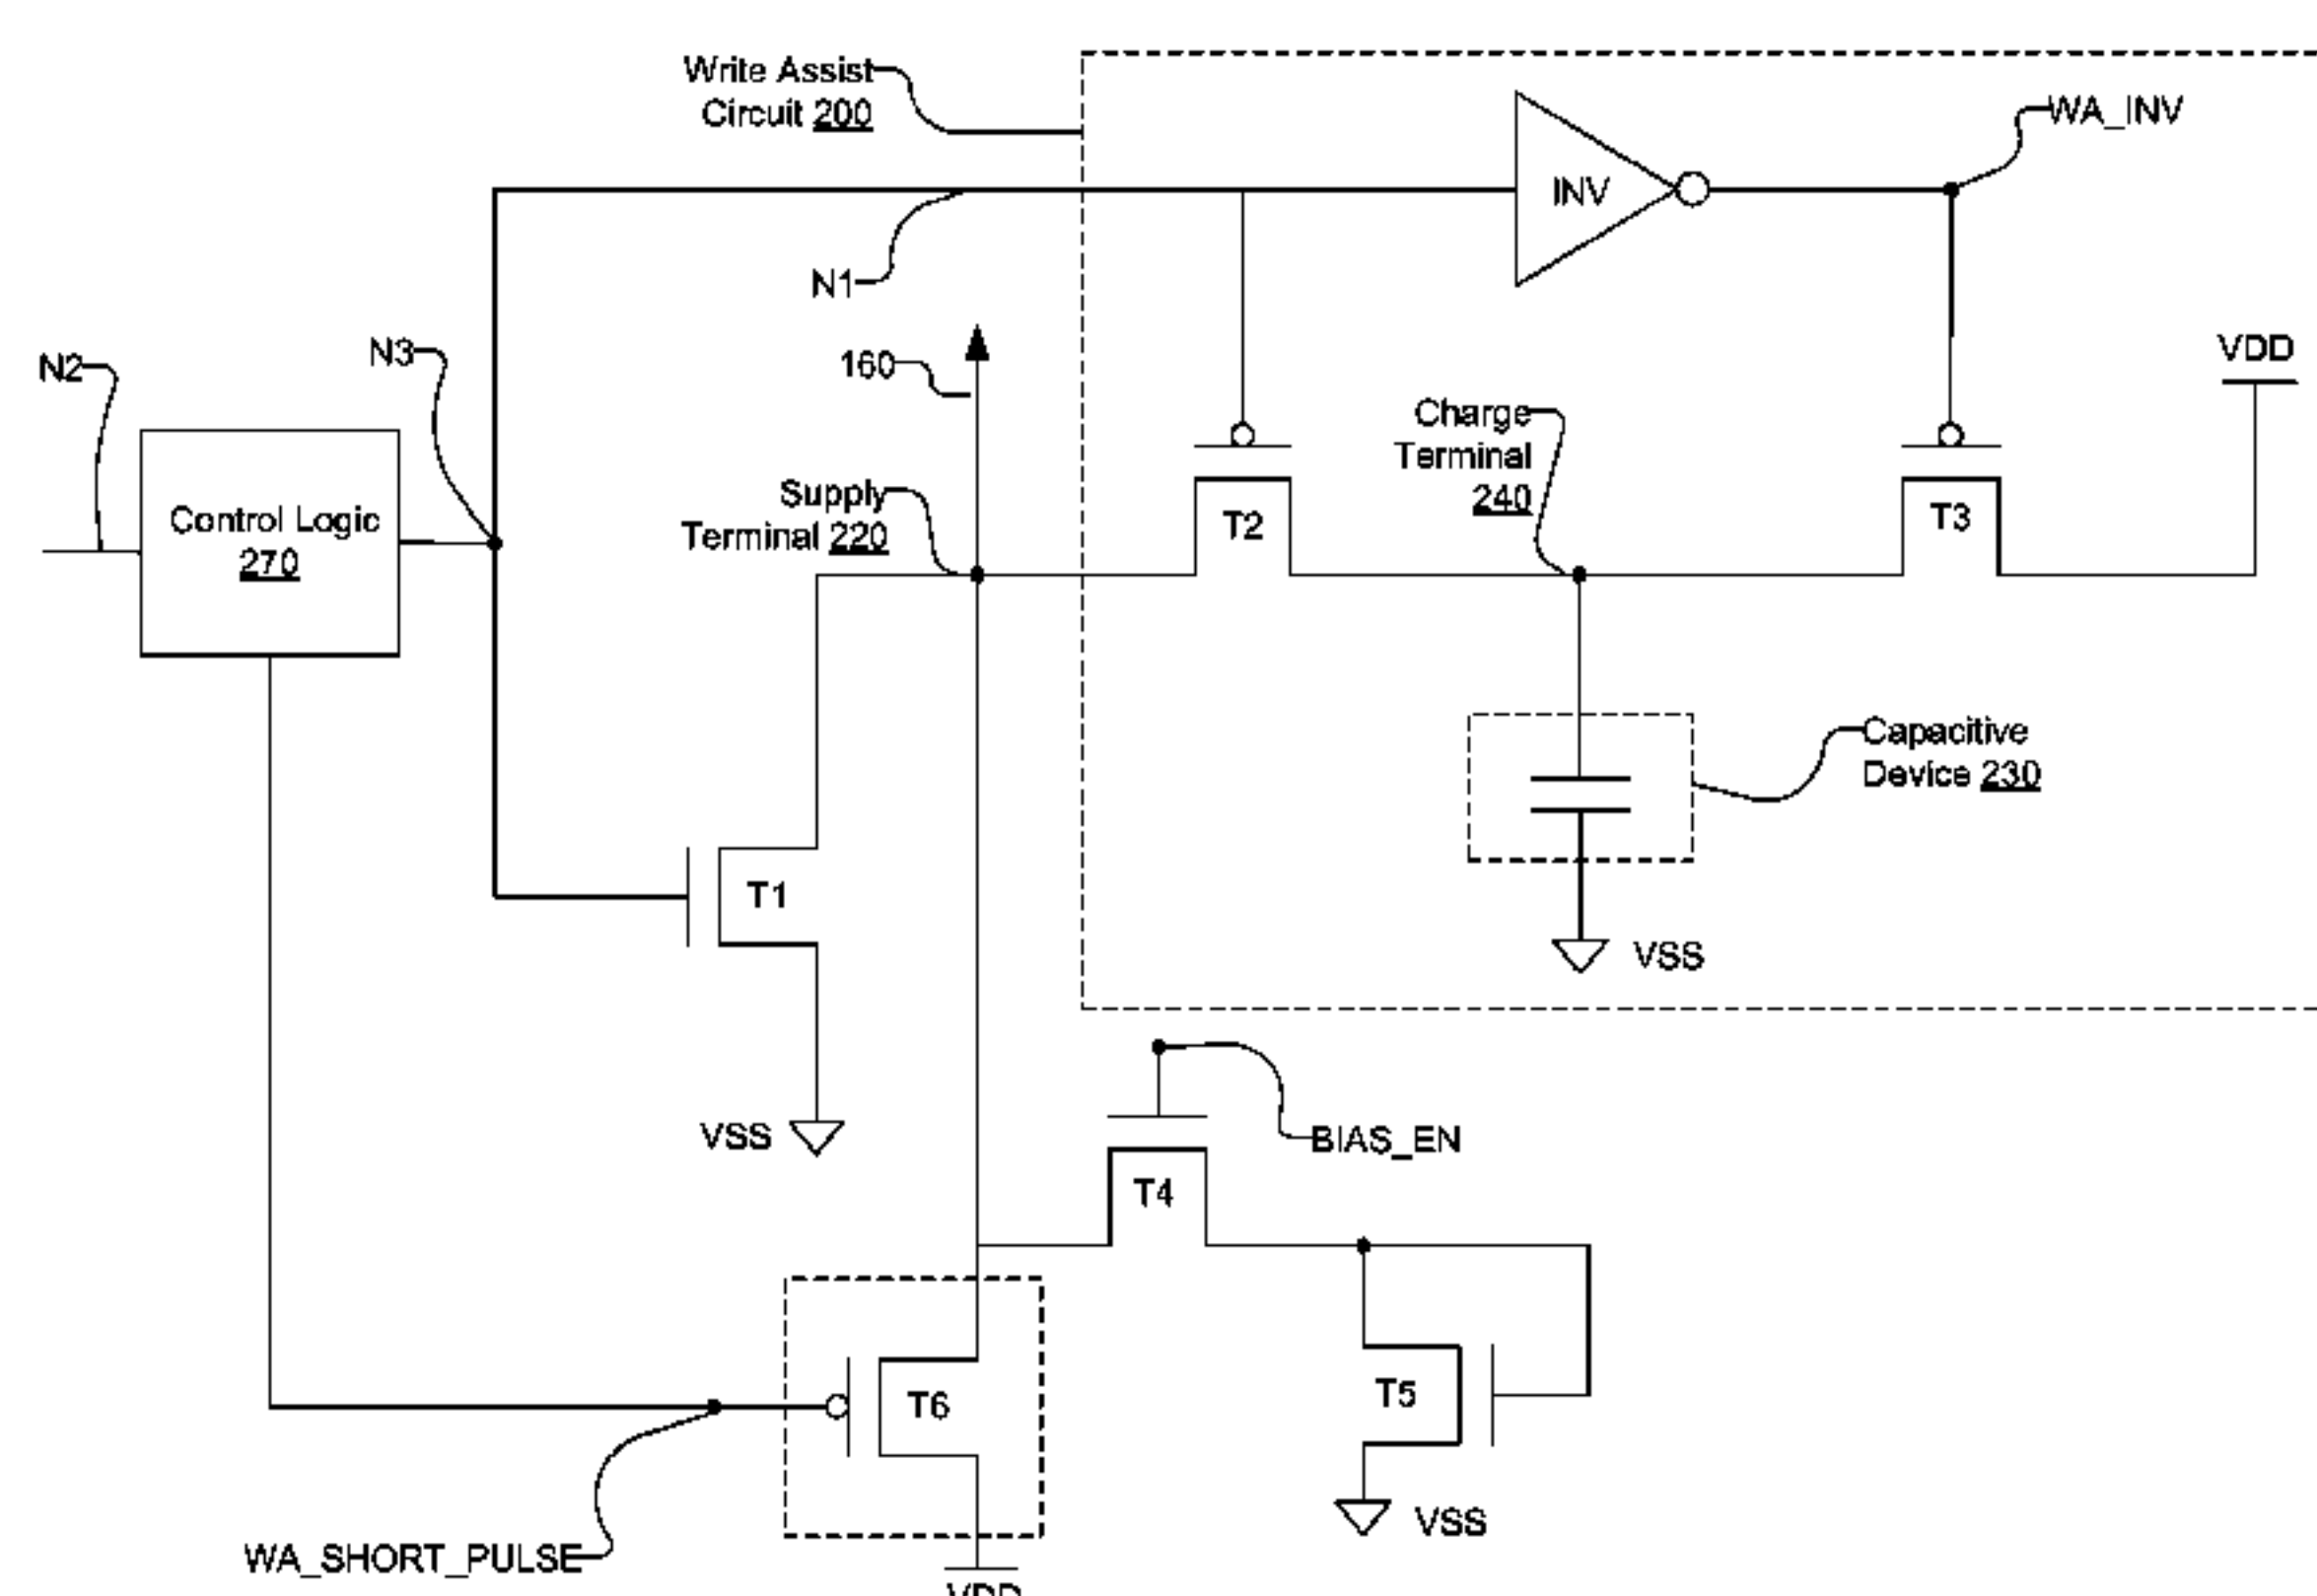 Write Assist
Circuit 200
WA_INV
INV
N1
N2
N3
160
VDD
Charge
Terminal
240
Supply
Terminal 220
T2
T3
Control Logic
270
Capacitive
Device 230
T1
VSS
VSS
BIAS_EN
T4
T5
T6
VSS
WA_SHORT_PULSE
VDD